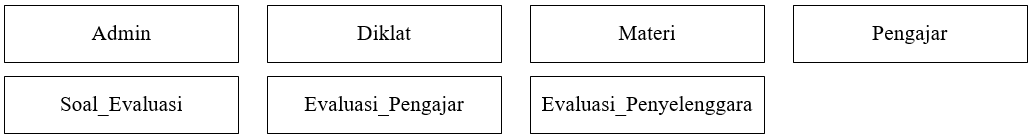 Admin
Diklat
Materi
Pengajar
Soal_Evaluasi
Evaluasi_Pengajar
Evaluasi_Penyelenggara